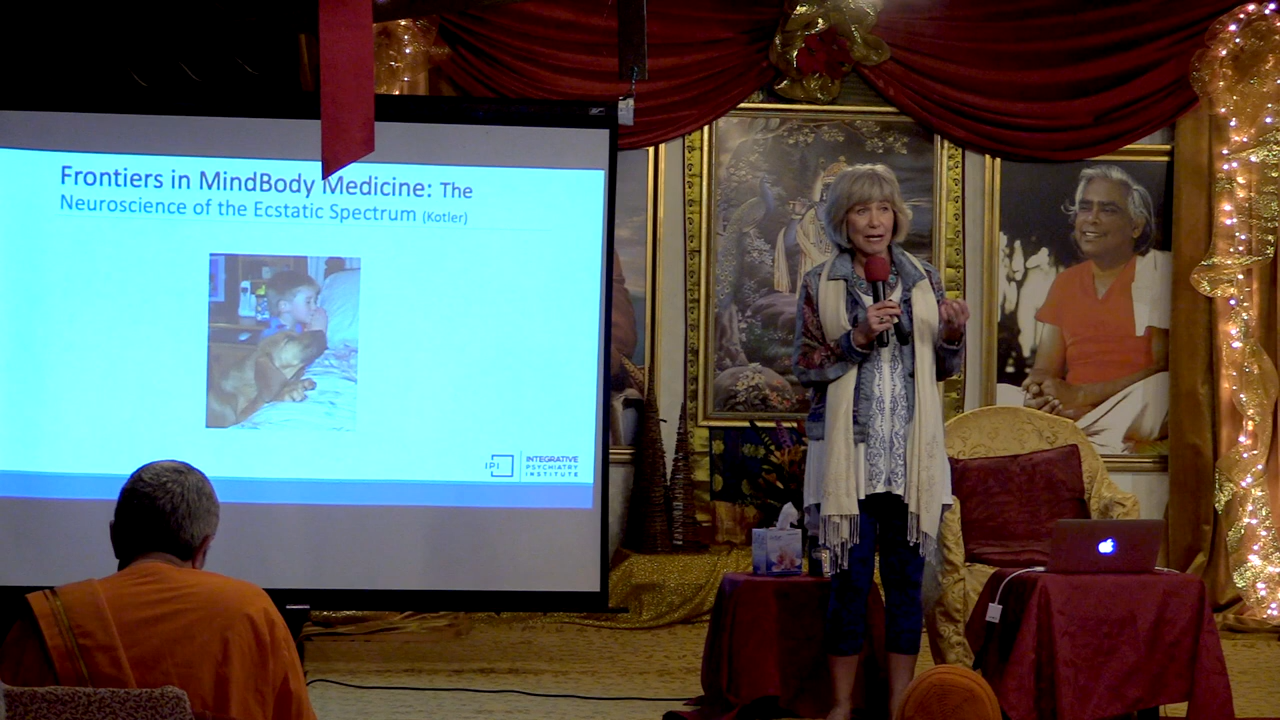 Frontiers in MindBody Medicine: The
Neuroscience of the Ecstatic Spectrum (Kotler)
IPI
INTEGRATIVE
PSYCHIATRY
INSTITUTE